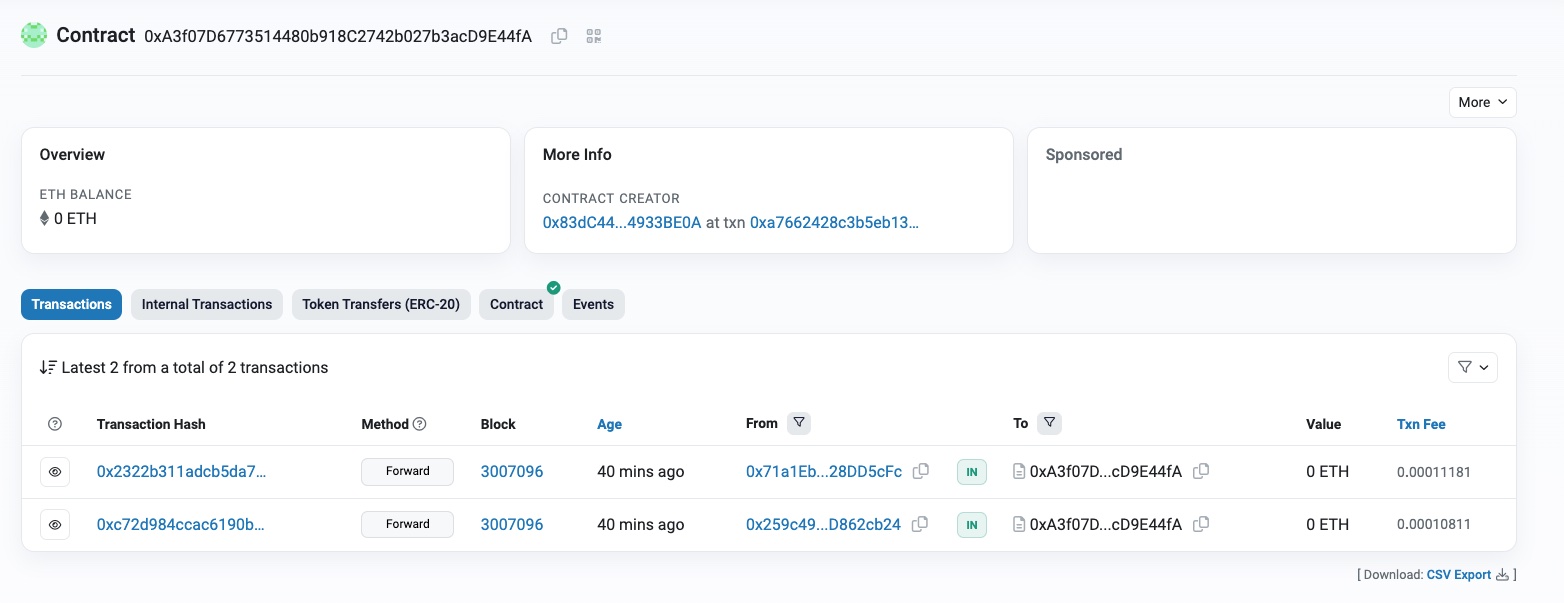 Contract 0xA3f07D6773514480b918C2742b027b3acD9E44fA
More
Overview
ETH BALANCE
0 ETH
More Info
CONTRACT CREATOR
0x83dC44...4933BE0A at txn 0xa7662428c3b5eb13...
Sponsored
Transactions Internal Transactions Token Transfers (ERC-20) Contract Events
Latest 2 from a total of 2 transactions
Transaction Hash Method Block Age From To Value Txn Fee
0x2322b311adcb5da7... Forward 3007096 40 mins ago 0x71a1Eb...28DD5cFc IN 0xA3f07D...cD9E44fA 0 ETH 0.00011181
0xc72d984ccac6190b... Forward 3007096 40 mins ago 0x259c49...D862cb24 IN 0xA3f07D...cD9E44fA 0 ETH 0.00010811
[ Download: CSV Export ]